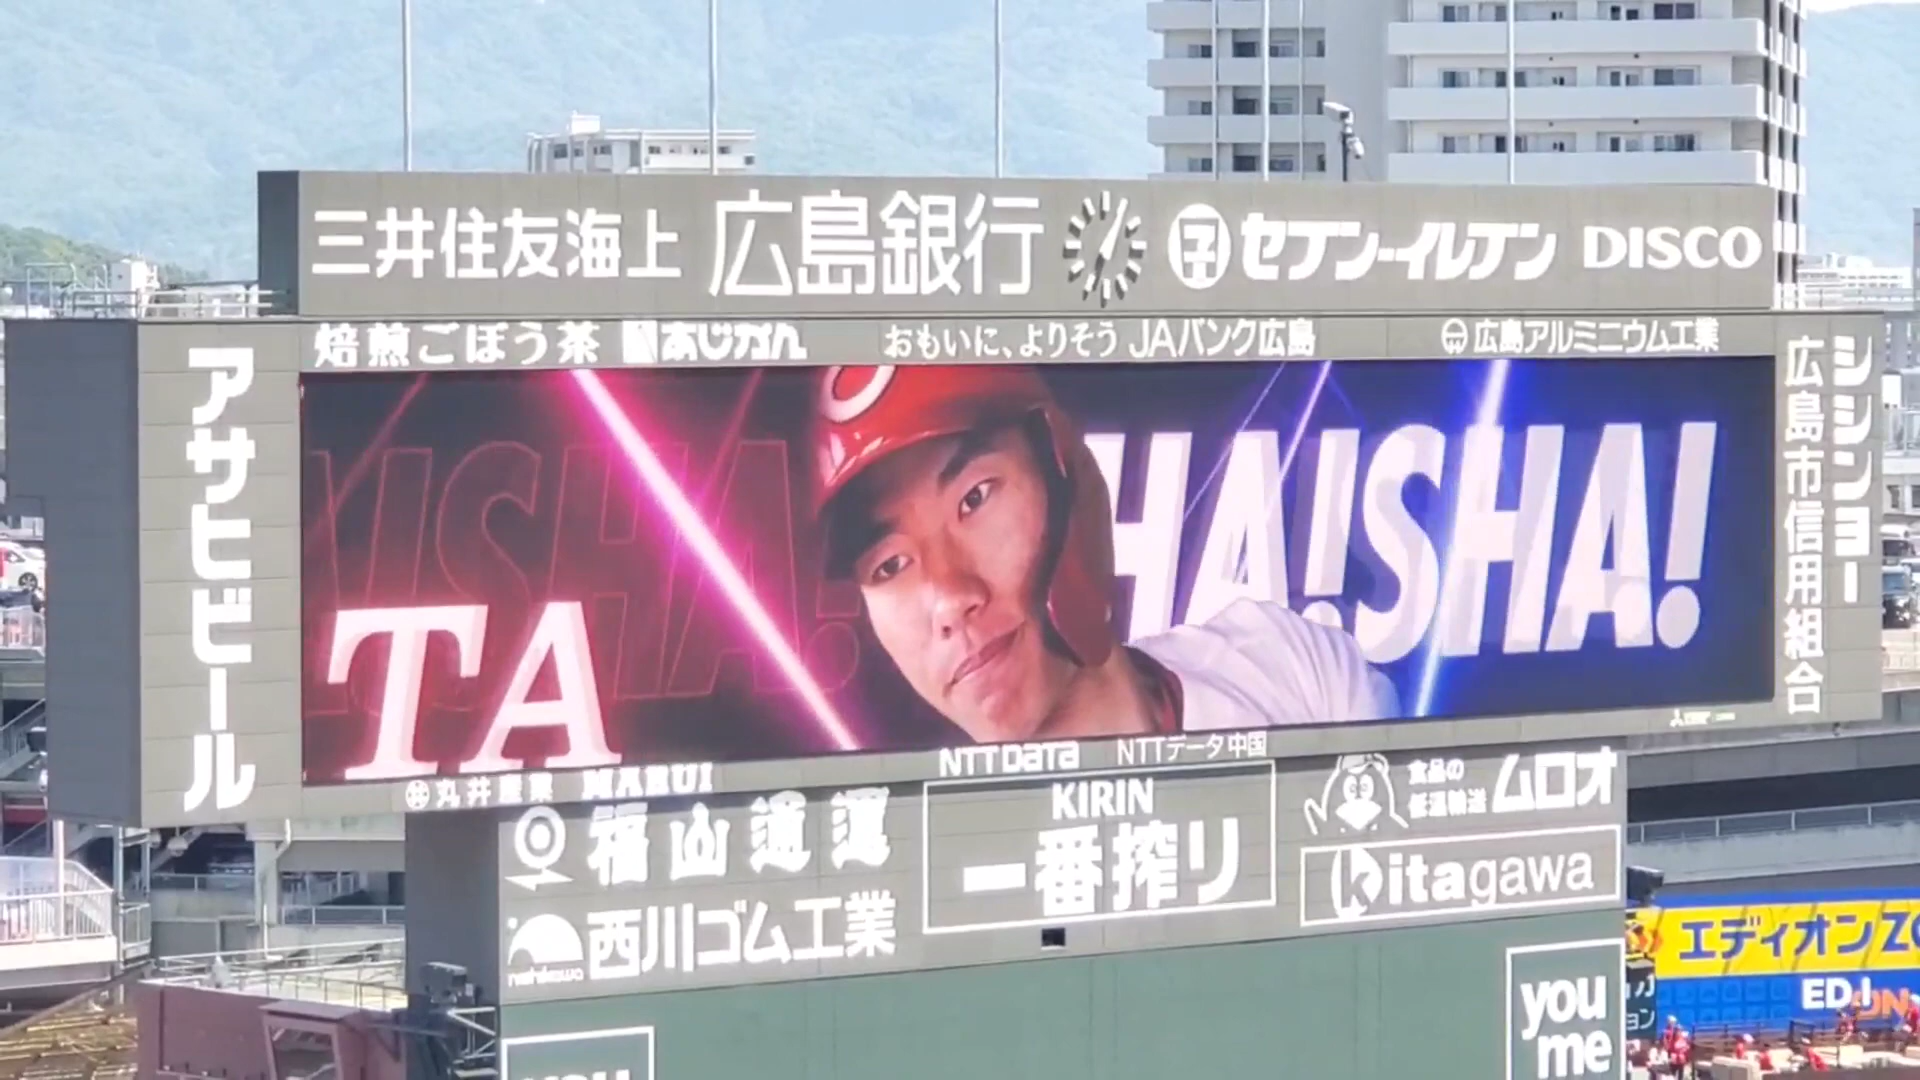 三井住友海上 広島銀行 セブン-イレブン DISCO
焙煎ごぼう茶 あじかん おもいに、よりそう JAバンク広島 広島アルミニウム工業
アサヒビール
シシンヨー
広島市信用組合
HA!SHA!
TA
丸井産業 MARUI
NTT DATA NTTデータ中国
福山通運
KIRIN
一番搾り
食品の
低温輸送
ムロオ
kitagawa
nishikawa
西川ゴム工業
エディオン
you
me